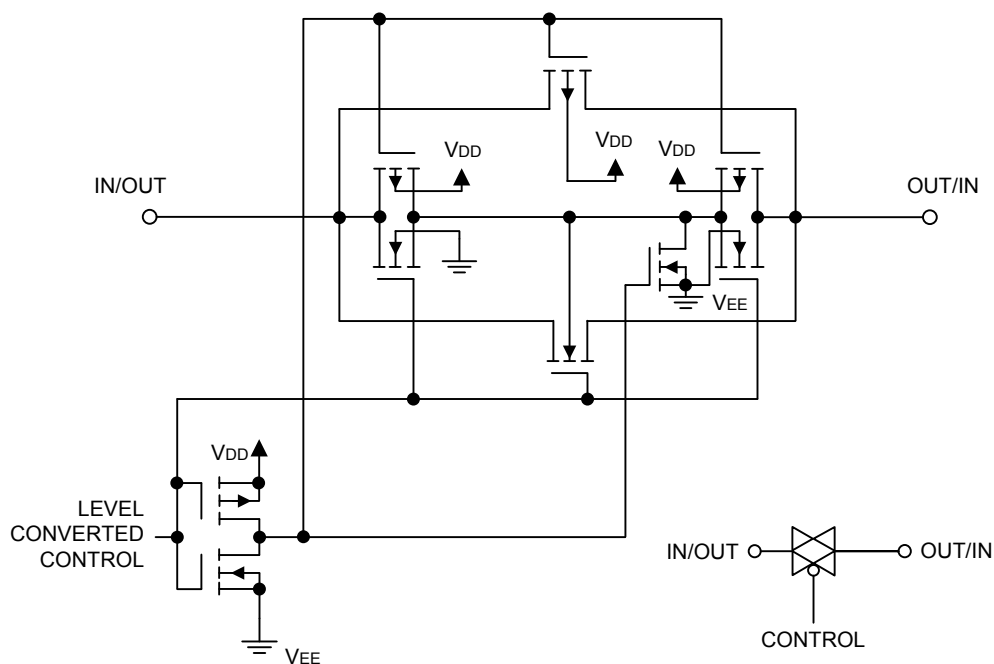 VDD
VDD
VDD
IN/OUT
OUT/IN
VEE
VDD
LEVEL
CONVERTED
CONTROL
IN/OUT
OUT/IN
CONTROL
VEE